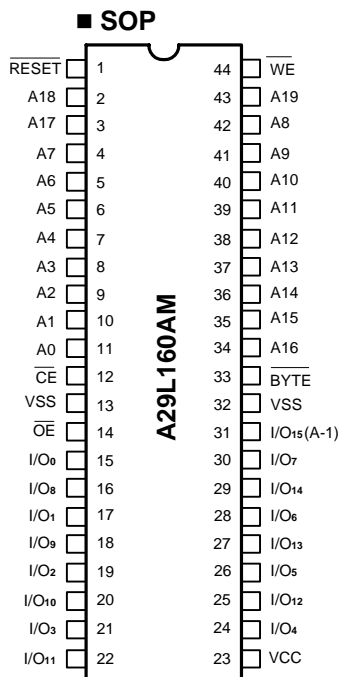 ■ SOP
RESET 1 44 WE
A18 2 43 A19
A17 3 42 A8
A7 4 41 A9
A6 5 40 A10
A5 6 39 A11
A4 7 38 A12
A3 8 37 A13
A2 9 36 A14
A1 10 35 A15
A0 11 34 A16
CE 12 33 BYTE
VSS 13 32 VSS
OE 14 31 I/O15(A-1)
I/O0 15 30 I/O7
I/O8 16 29 I/O14
I/O1 17 28 I/O6
I/O9 18 27 I/O13
I/O2 19 26 I/O5
I/O10 20 25 I/O12
I/O3 21 24 I/O4
I/O11 22 23 VCC
A29L160AM